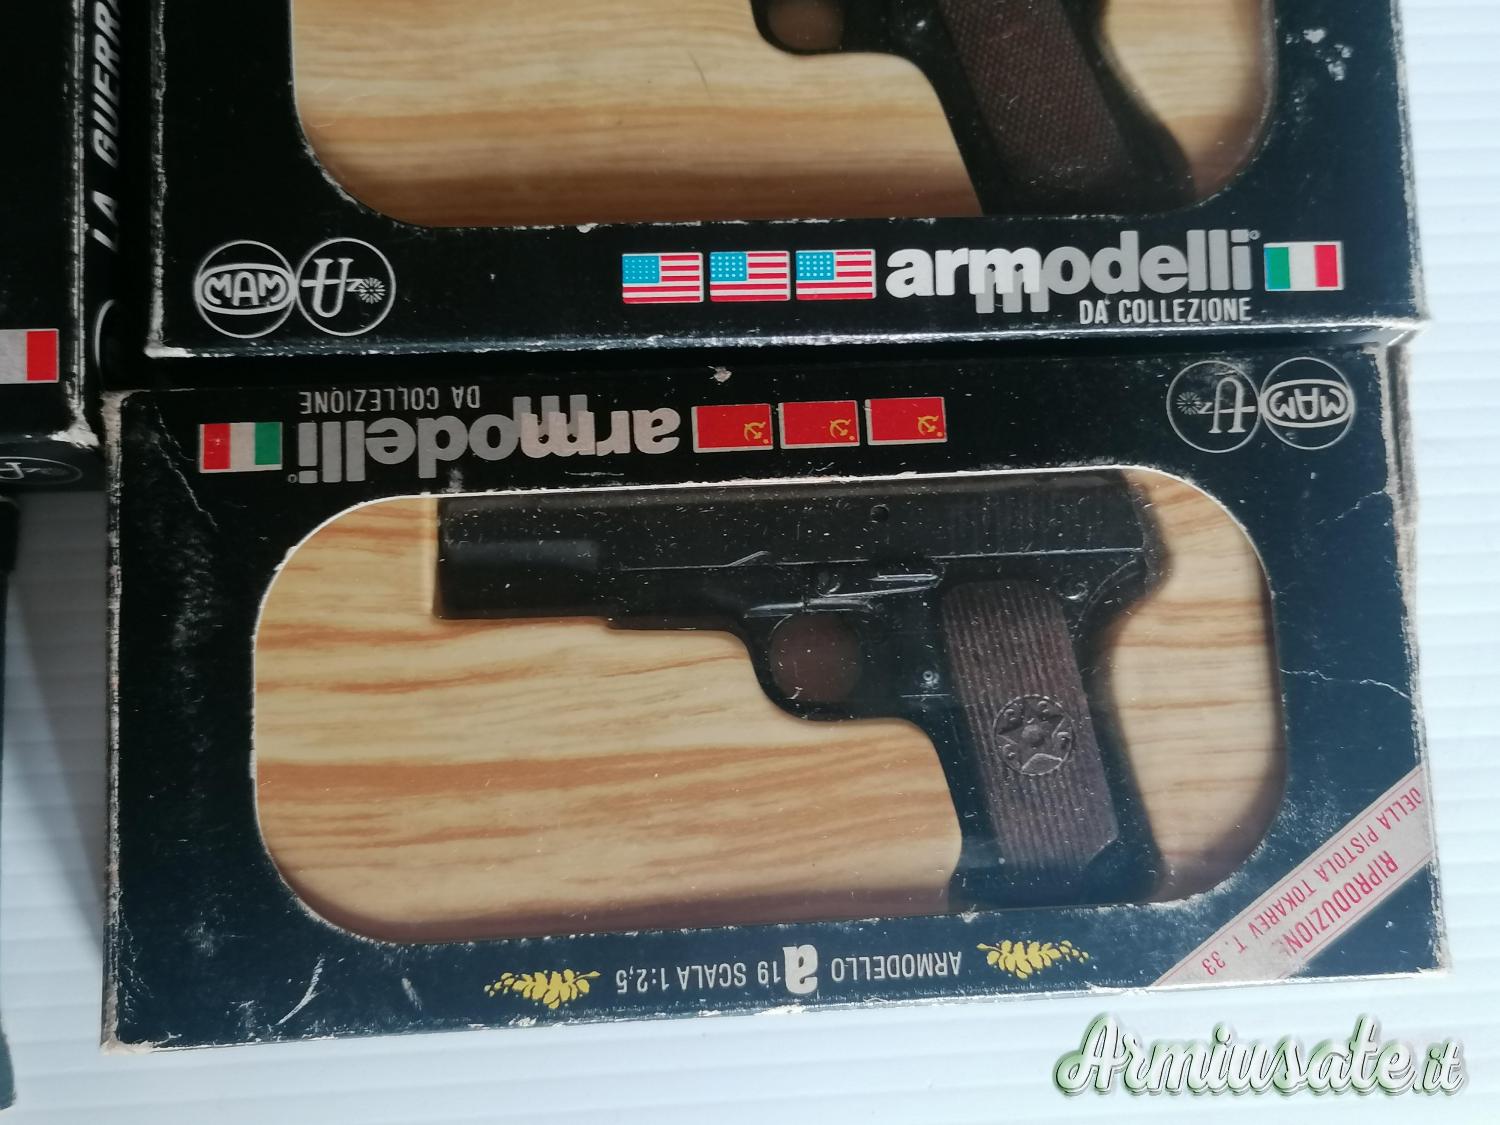 LA GUERRA
MAM
armodelli
DA COLLEZIONE
armodelli
DA COLLEZIONE
MAM
RIPRODUZIONE
DELLA PISTOLA TOKAREV T. 33
ARMODELLO a19 SCALA 1:2,5
Armiusate.it